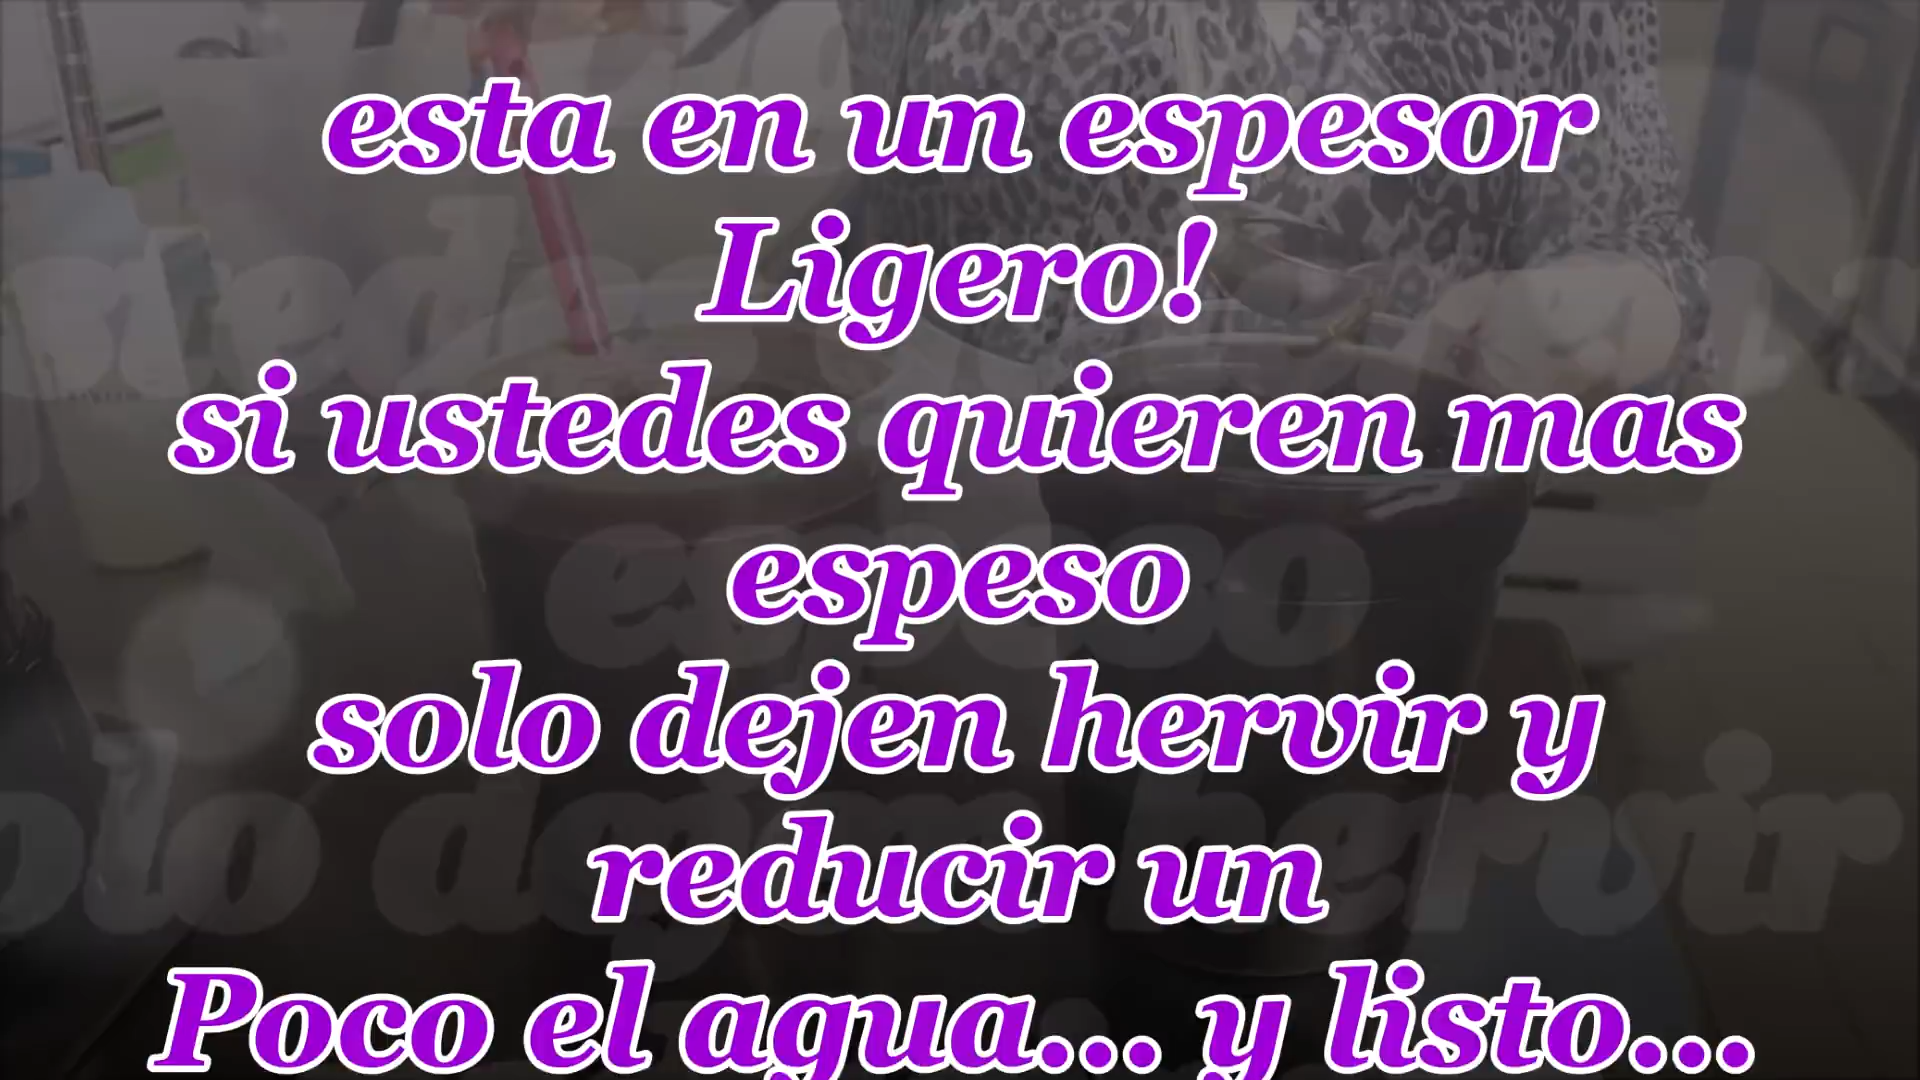 esta en un espesor
Ligero!
si ustedes quieren mas
espeso
solo dejen hervir y
reducir un
Poco el agua... y listo...